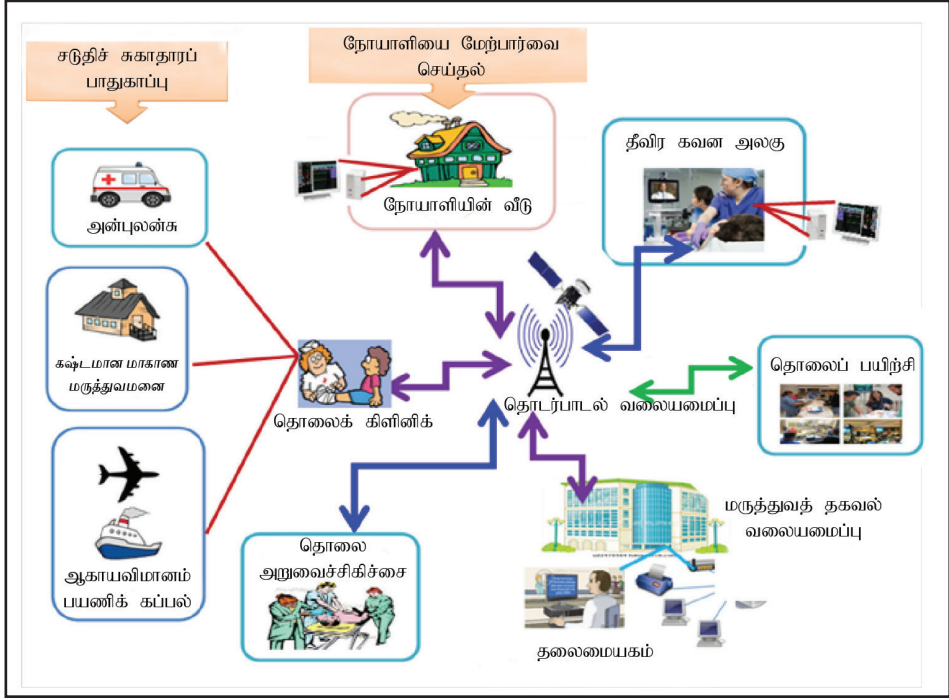 சடுதிச் சுகாதாரப்
பாதுகாப்பு
நோயாளியை மேற்பார்வை
செய்தல்
தீவிர கவன அலகு
அன்புலன்சு
நோயாளியின் வீடு
கஷ்டமான மாகாண
மருத்துவமனை
தொலைக் கிளினிக்
தொடர்பாடல் வலையமைப்பு
தொலைப் பயிற்சி
ஆகாயவிமானம்
பயணிக் கப்பல்
தொலை
அறுவைச்சிகிச்சை
மருத்துவத் தகவல்
வலையமைப்பு
தலைமையகம்